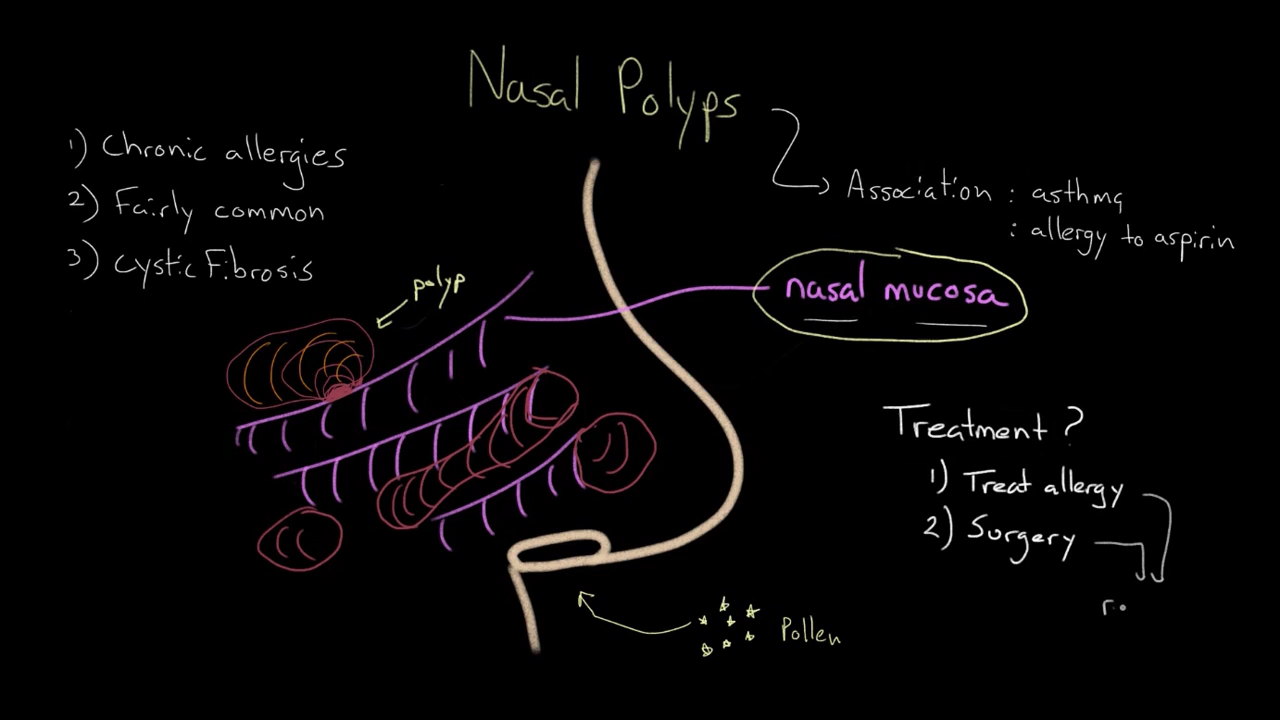 Nasal Polyps
1) Chronic allergies
2) Fairly common
3) Cystic Fibrosis
Association : asthma
: allergy to aspirin
polyp
nasal mucosa
Treatment ?
1) Treat allergy
2) Surgery
Pollen